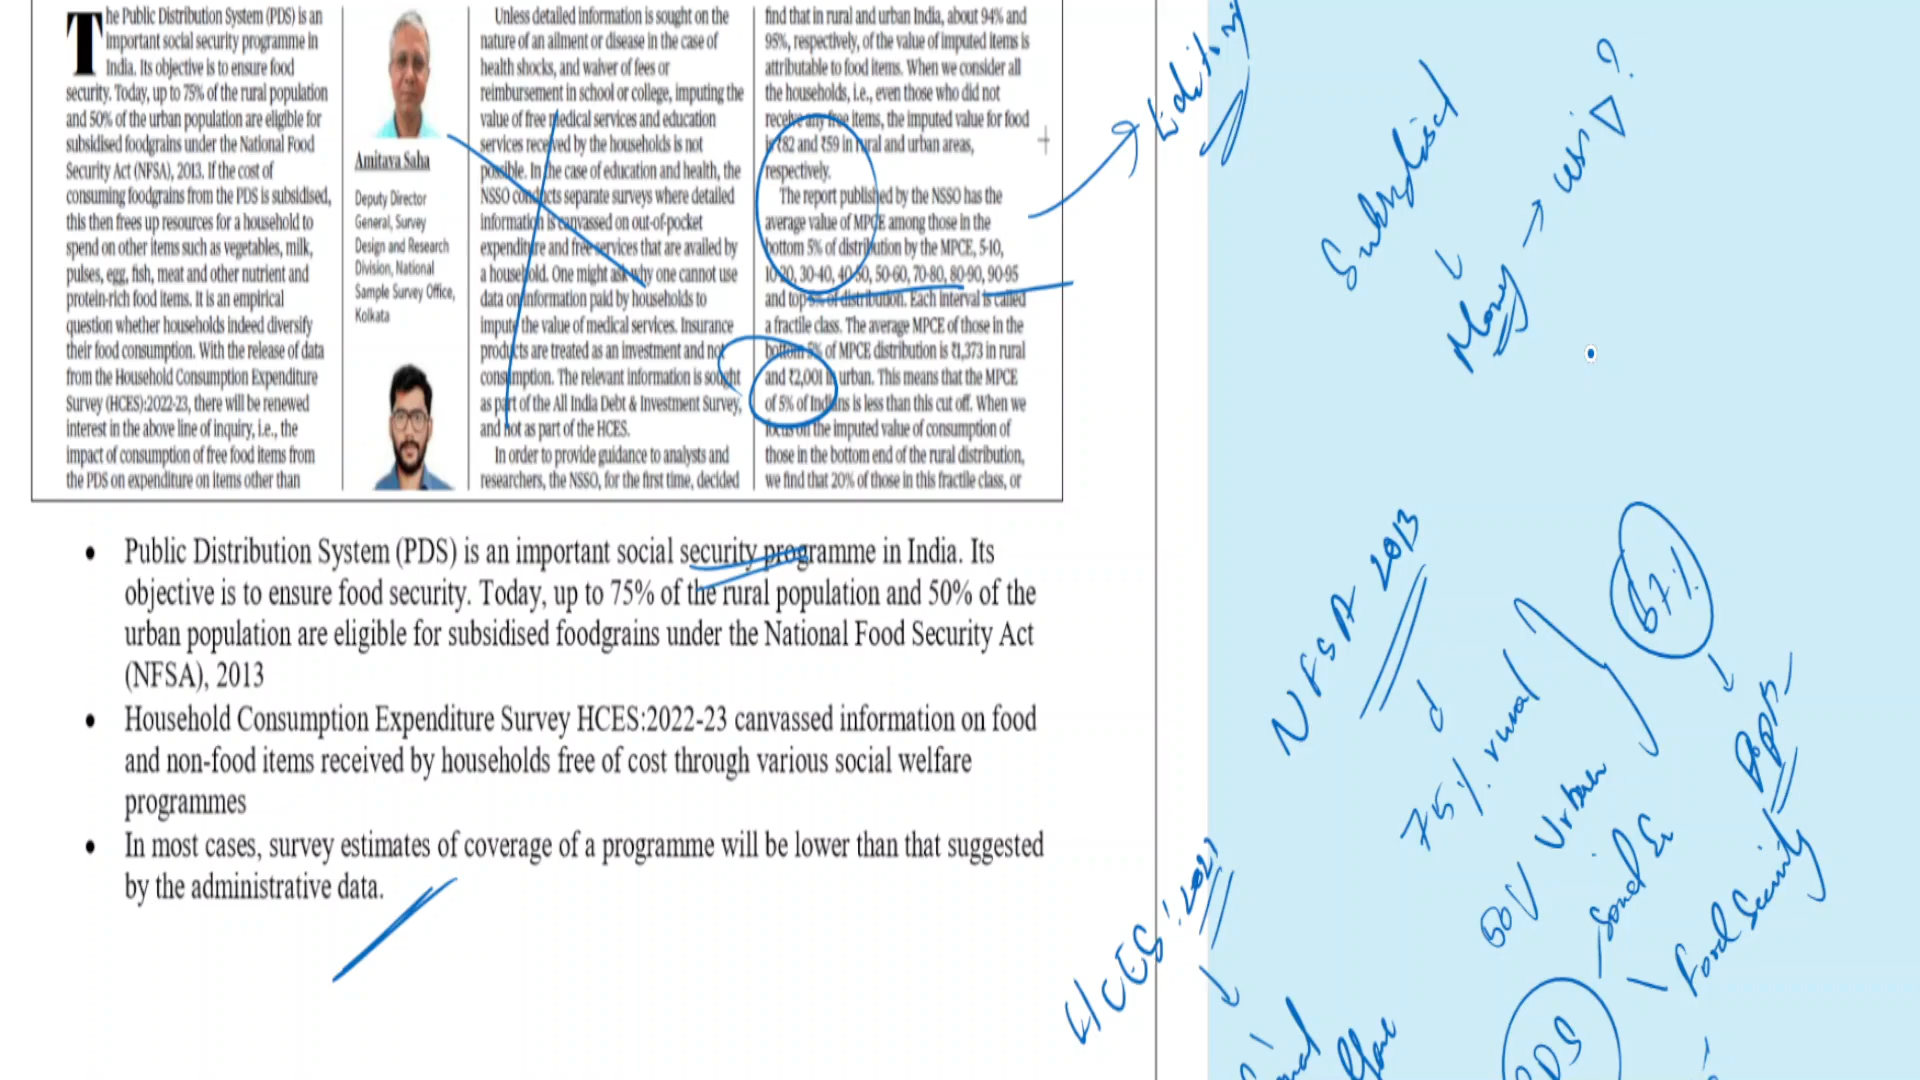 The Public Distribution System (PDS) is an
important social security programme in
India. Its objective is to ensure food
security. Today, up to 75% of the rural population
and 50% of the urban population are eligible for
subsidised foodgrains under the National Food
Security Act (NFSA), 2013. If the cost of
consuming foodgrains from the PDS is subsidised,
this then frees up resources for a household to
spend on other items such as vegetables, milk,
pulses, egg, fish, meat and other nutrient and
protein-rich food items. It is an empirical
question whether households indeed diversify
their food consumption. With the release of data
from the Household Consumption Expenditure
Survey (HCES):2022-23, there will be renewed
interest in the above line of inquiry, i.e., the
impact of consumption of free food items from
the PDS on expenditure on items other than
Amitava Saha
Deputy Director
General, Survey
Design and Research
Division, National
Sample Survey Office,
Kolkata
Unless detailed information is sought on the
nature of an ailment or disease in the case of
health shocks, and waiver of fees or
reimbursement in school or college, imputing the
value of free medical services and education
services received by the households is not
possible. In the case of education and health, the
NSSO conducts separate surveys where detailed
information is canvassed on out-of-pocket
expenditure and free services that are availed by
a household. One might ask why one cannot use
data on information paid by households to
impute the value of medical services. Insurance
products are treated as an investment and not
consumption. The relevant information is sought
as part of the All India Debt & Investment Survey,
and not as part of the HCES.
In order to provide guidance to analysts and
researchers, the NSSO, for the first time, decided
find that in rural and urban India, about 94% and
95%, respectively, of the value of imputed items is
attributable to food items. When we consider all
the households, i.e., even those who did not
receive any free items, the imputed value for food
is ₹82 and ₹59 in rural and urban areas,
respectively.
The report published by the NSSO has the
average value of MPCE among those in the
bottom 5% of distribution by the MPCE, 5-10,
10-20, 30-40, 40-50, 50-60, 70-80, 80-90, 90-95
and top 5% of distribution. Each interval is called
a fractile class. The average MPCE of those in the
bottom 5% of MPCE distribution is ₹1,373 in rural
and ₹2,001 in urban. This means that the MPCE
of 5% of Indians is less than this cut off. When we
focus on the imputed value of consumption of
those in the bottom end of the rural distribution,
we find that 20% of those in this fractile class, or
• Public Distribution System (PDS) is an important social security programme in India. Its
objective is to ensure food security. Today, up to 75% of the rural population and 50% of the
urban population are eligible for subsidised foodgrains under the National Food Security Act
(NFSA), 2013
• Household Consumption Expenditure Survey HCES:2022-23 canvassed information on food
and non-food items received by households free of cost through various social welfare
programmes
• In most cases, survey estimates of coverage of a programme will be lower than that suggested
by the administrative data.
Subsidised
Money
?
NFSA 2013
75% rural
Urban
67%
Popn
Food Security
PDS
HCES: